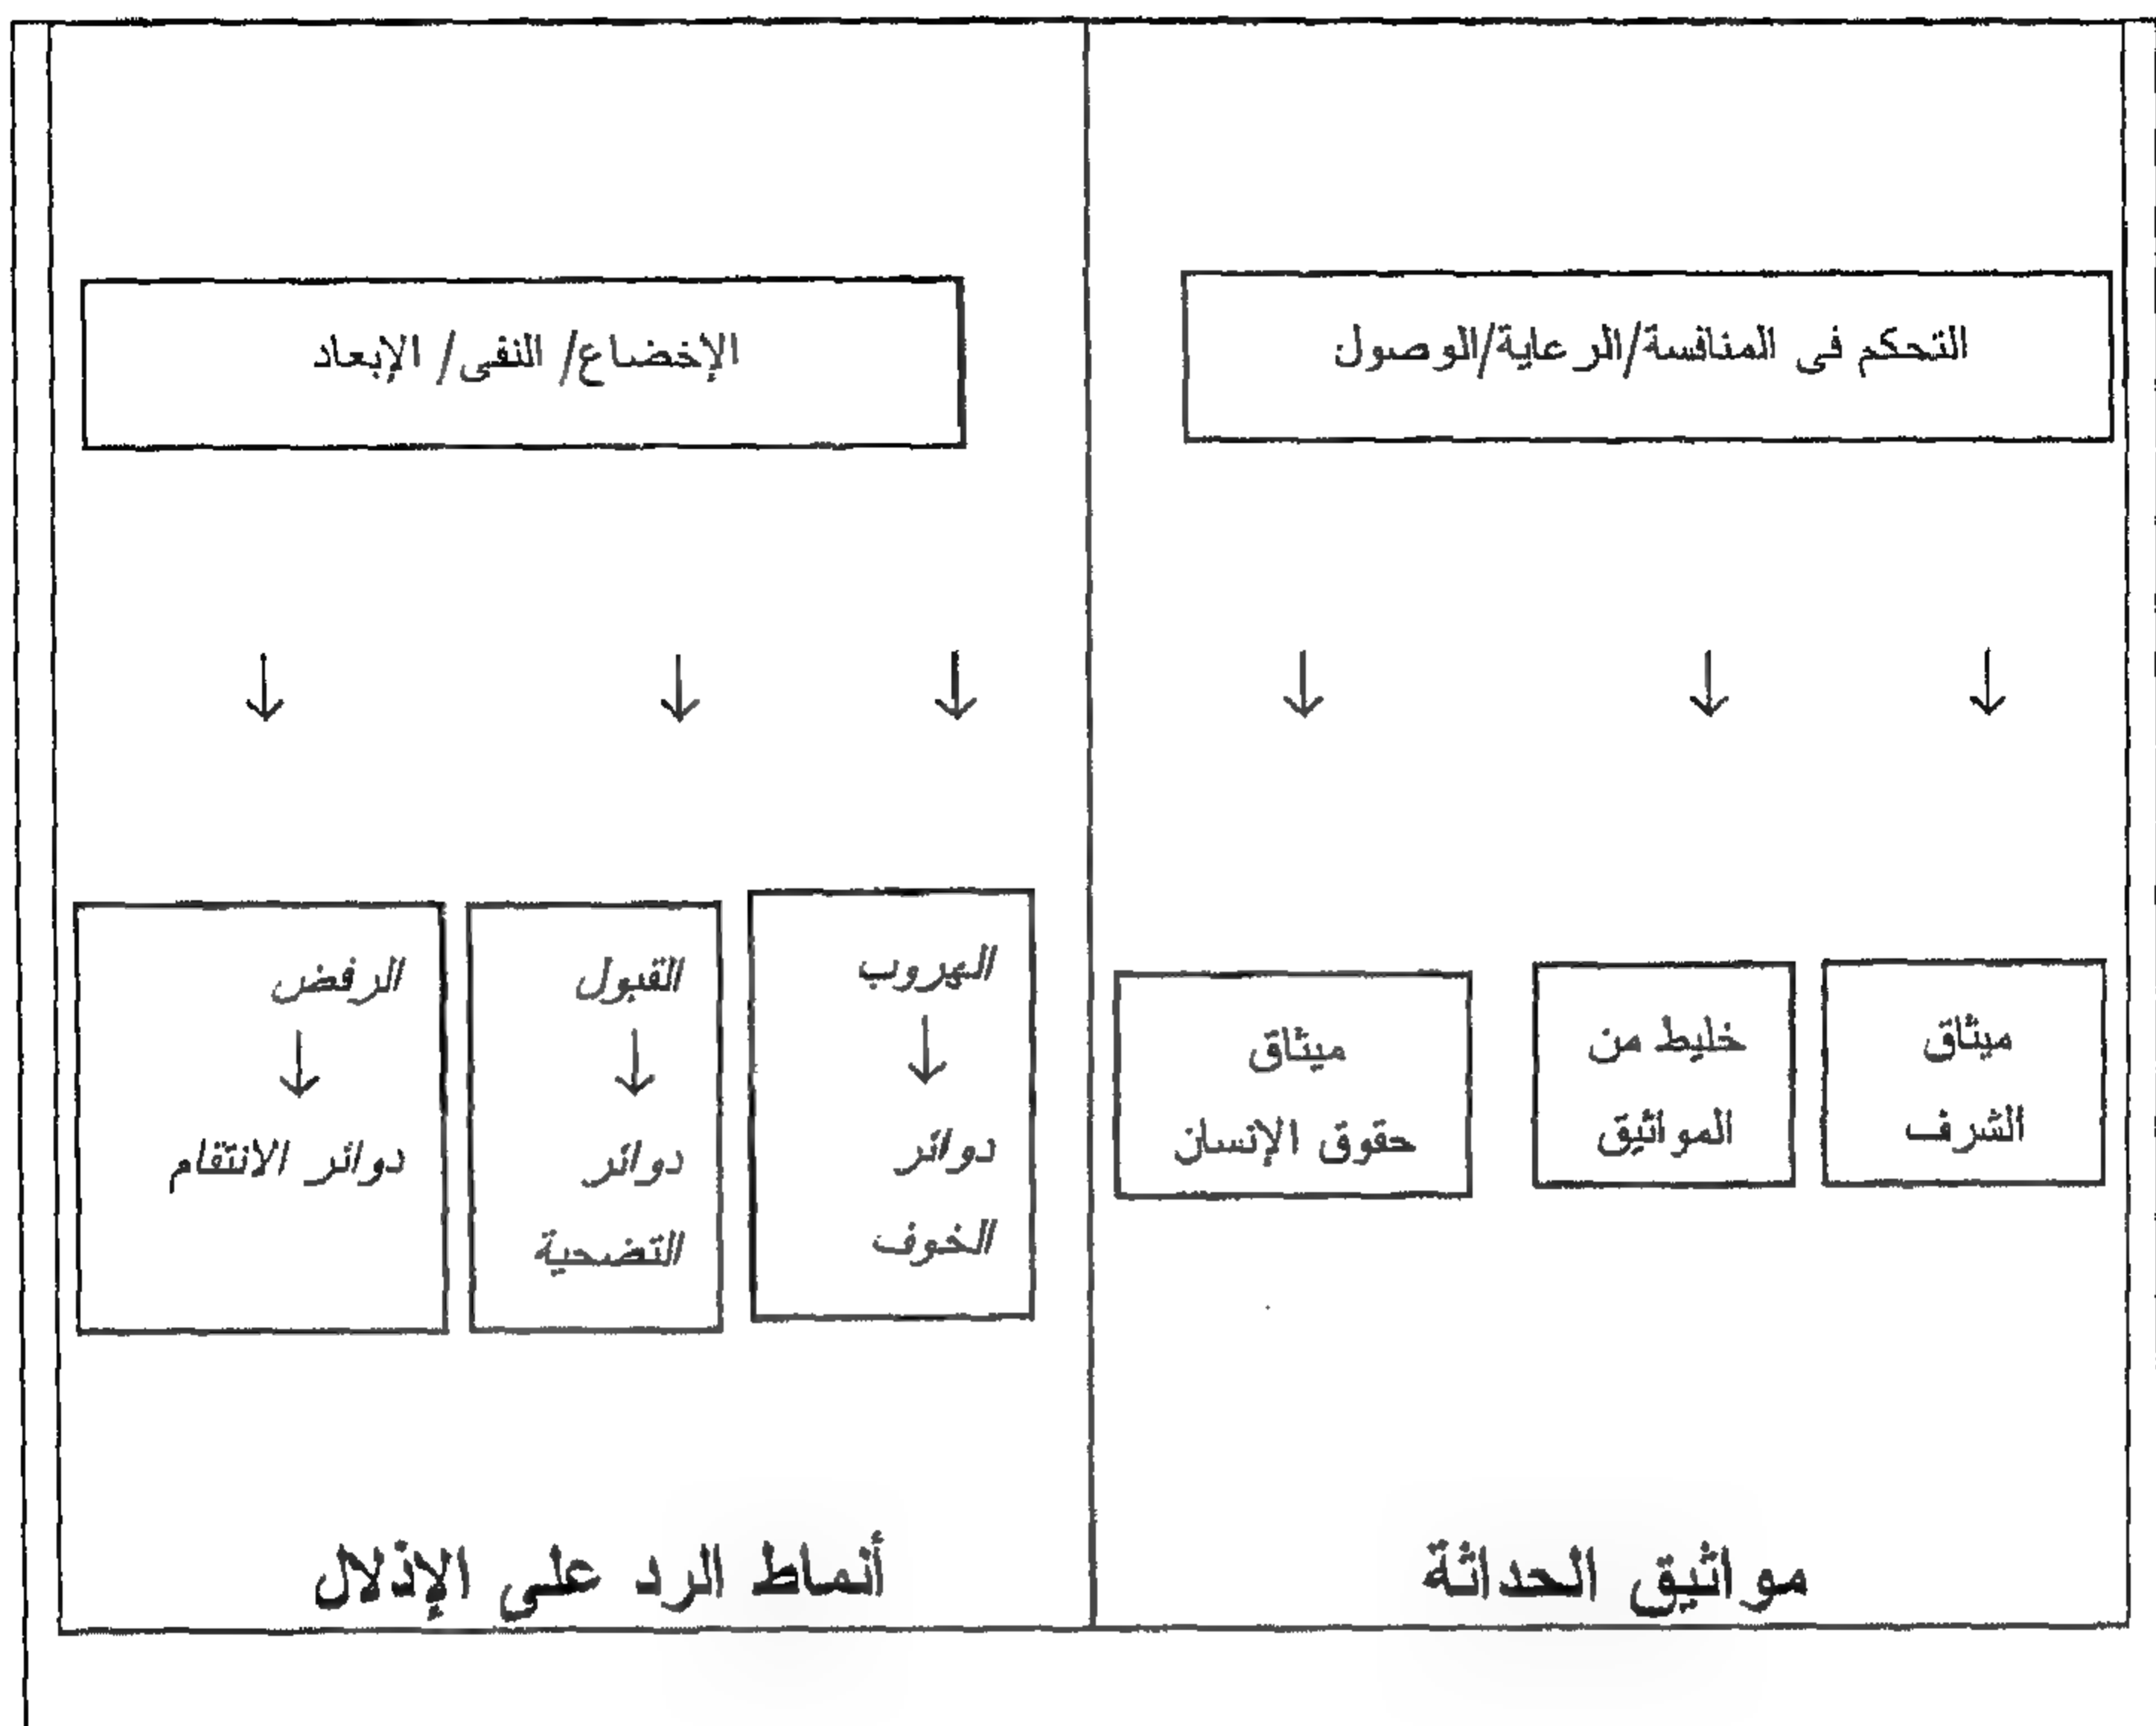 التحكم فى المنافسة/الرعاية/الوصول
ميثاق
الشرف
خليط من
المواثيق
ميثاق
حقوق الإنسان
مواثيق الحداثة
الإخضاع/ النفى/ الإبعاد
الهروب
↓
دوائر
الخوف
القبول
↓
دوائر
التضحية
الرفض
↓
دوائر الانتقام
أنماط الرد على الإذلال